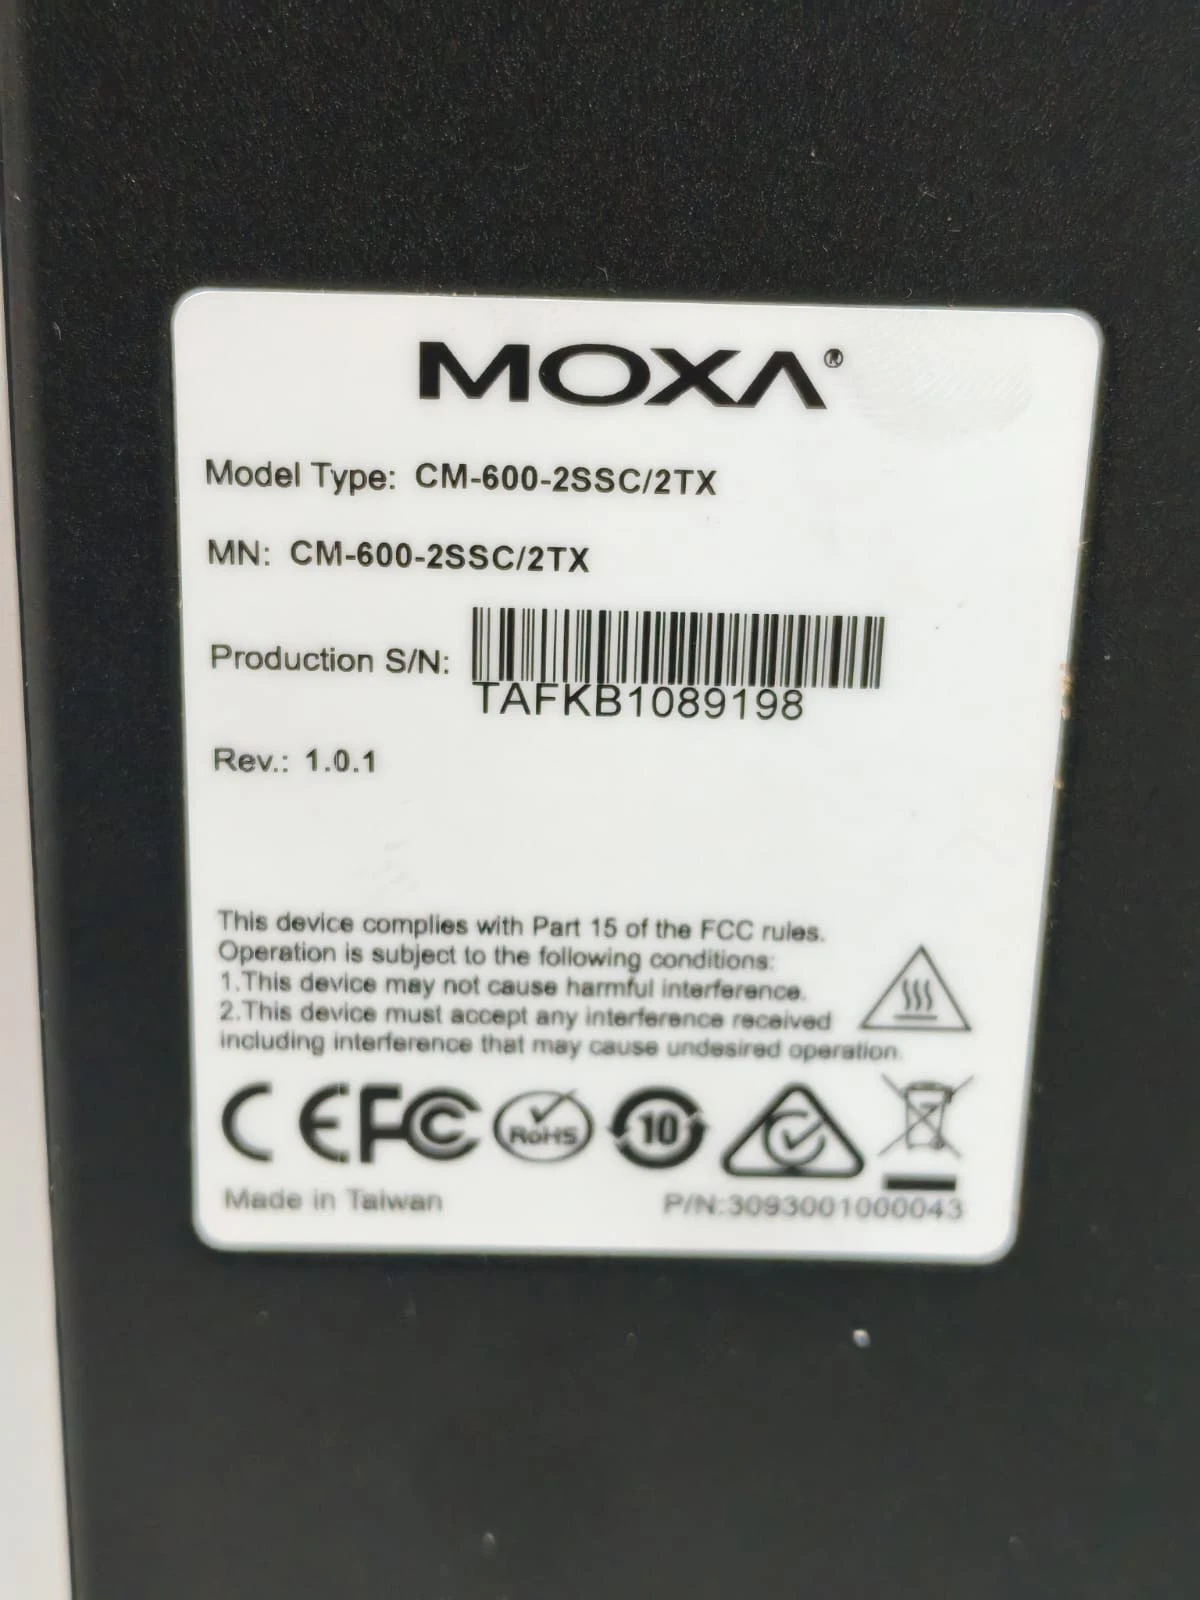 MOXA®
Model Type: CM-600-2SSC/2TX
MN: CM-600-2SSC/2TX
Production S/N:
TAFKB1089198
Rev.: 1.0.1
This device complies with Part 15 of the FCC rules.
Operation is subject to the following conditions:
1.This device may not cause harmful interference.
2.This device must accept any interference received
including interference that may cause undesired operation.
CE FC RoHS 10
Made in Taiwan P/N:3093001000043